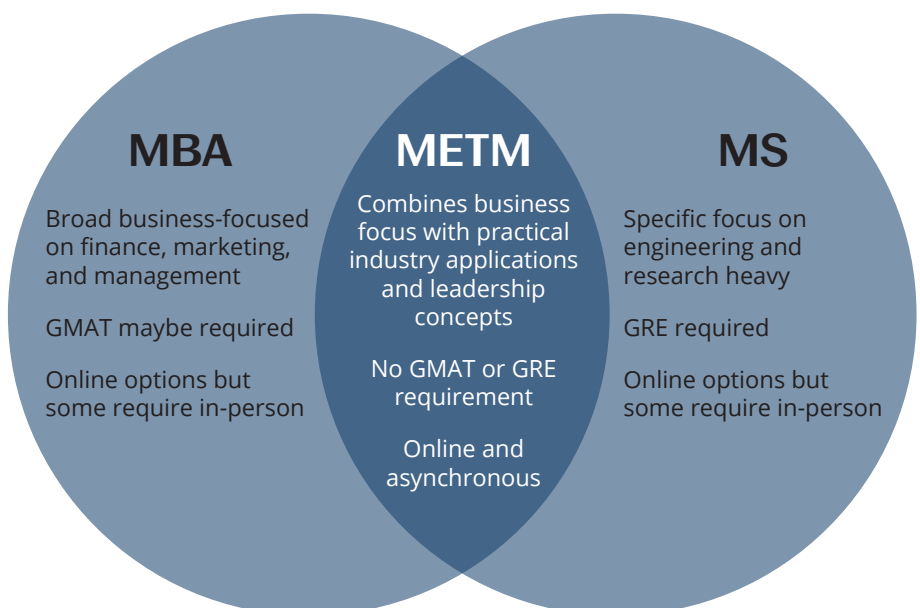 MBA
Broad business-focused
on finance, marketing,
and management
GMAT maybe required
Online options but
some require in-person
METM
Combines business
focus with practical
industry applications
and leadership
concepts
No GMAT or GRE
requirement
Online and
asynchronous
MS
Specific focus on
engineering and
research heavy
GRE required
Online options but
some require in-person